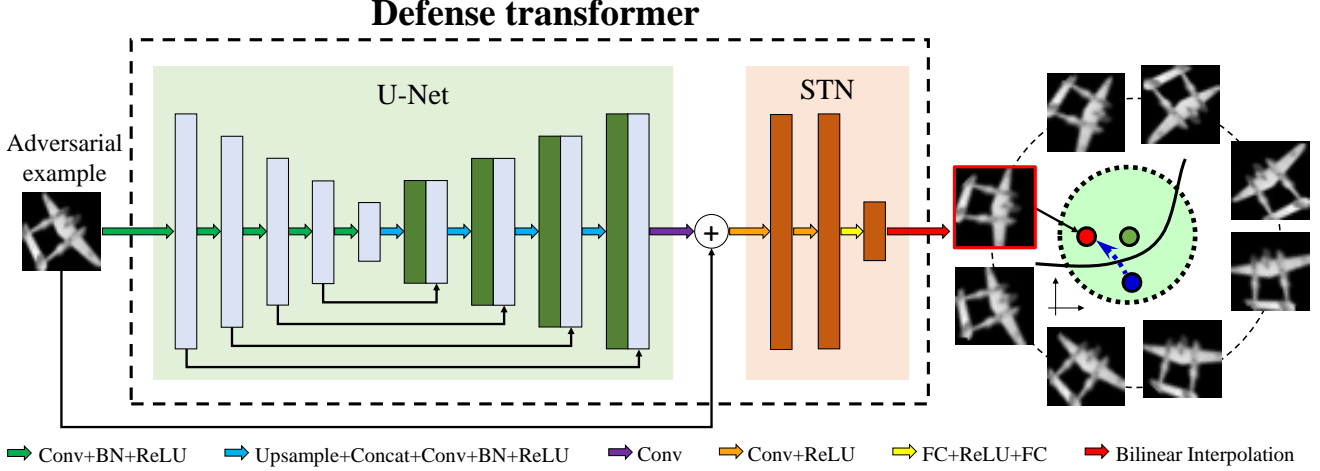 Defense transformer
U-Net
STN
Adversarial
example
+
Conv+BN+ReLU
Upsample+Concat+Conv+BN+ReLU
Conv
Conv+ReLU
FC+ReLU+FC
Bilinear Interpolation